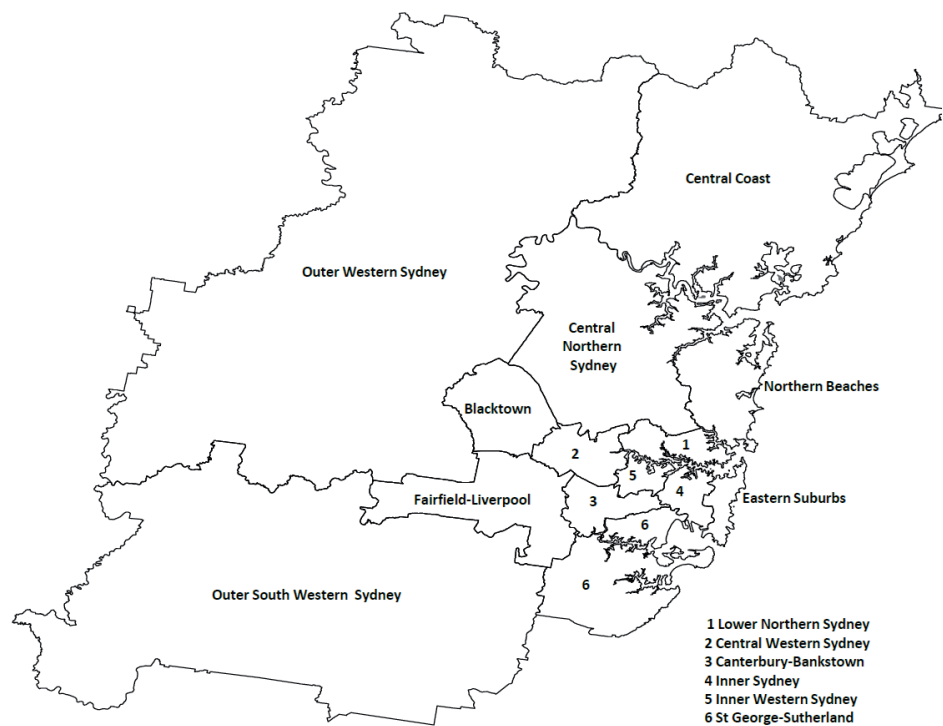 Central Coast
Outer Western Sydney
Central
Northern
Sydney
Northern Beaches
Blacktown
1
2
5
4
Eastern Suburbs
Fairfield-Liverpool
3
6
6
Outer South Western Sydney
1 Lower Northern Sydney
2 Central Western Sydney
3 Canterbury-Bankstown
4 Inner Sydney
5 Inner Western Sydney
6 St George-Sutherland